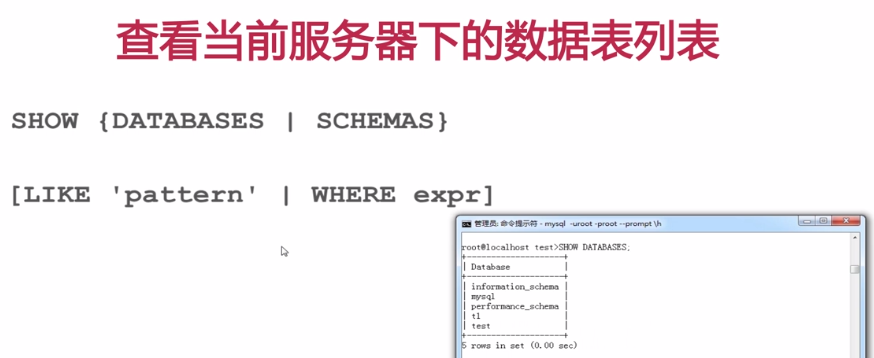 查看当前服务器下的数据表列表
SHOW {DATABASES | SCHEMAS}
[LIKE 'pattern' | WHERE expr]
管理员: 命令提示符 - mysql -uroot -proot --prompt \h
root@localhost test>SHOW DATABASES;
+--------------------+
| Database           |
+--------------------+
| information_schema |
| mysql              |
| performance_schema |
| t1                 |
| test               |
+--------------------+
5 rows in set (0.00 sec)